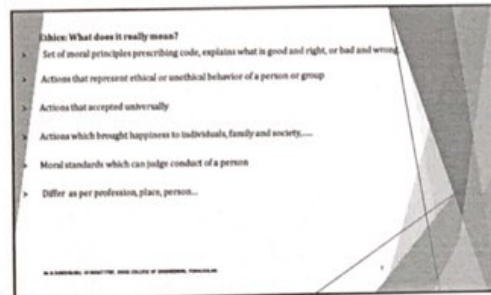 Ethics: What does it really mean?
➤ Set of moral principles prescribing code, explains what is good and right, or bad and wrong.
➤ Actions that represent ethical or unethical behavior of a person or group
➤ Actions that accepted universally
➤ Actions which brought happiness to individuals, family and society,.....
➤ Moral standards which can judge conduct of a person
➤ Differ as per profession, place, person...
COLLEGE OF ENGINEERING,